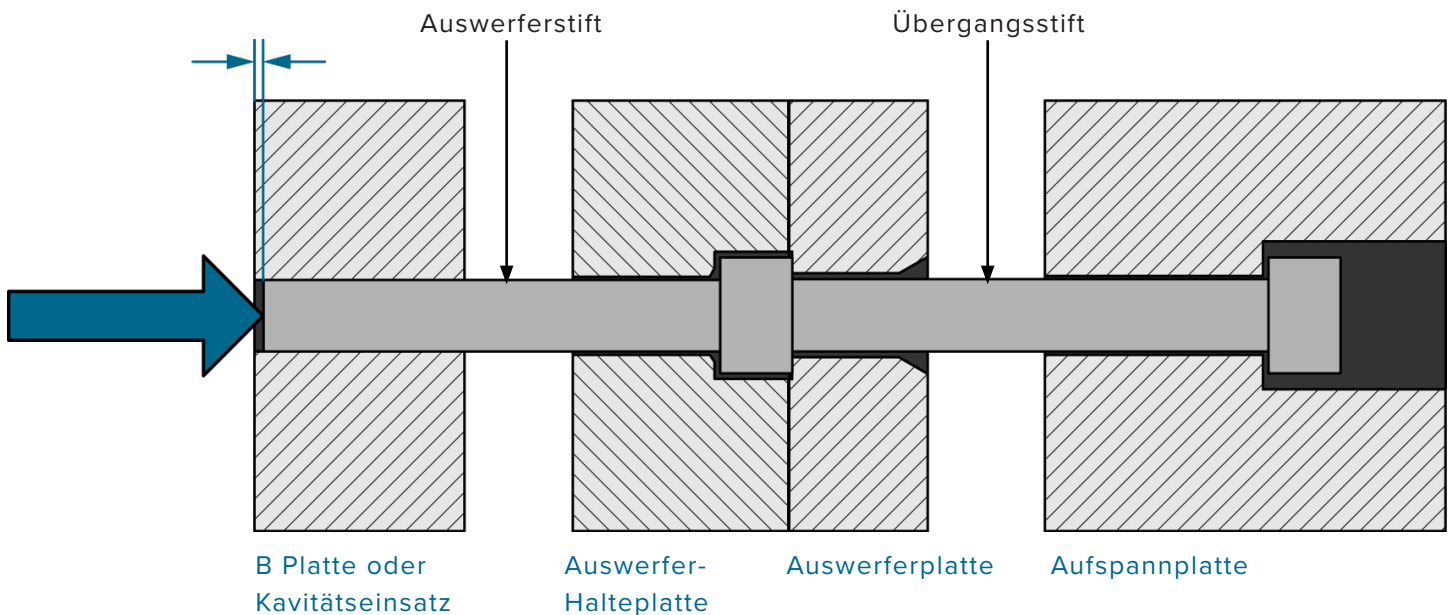 Auswerferstift
Übergangsstift
B Platte oder
Kavitätseinsatz
Auswerfer-
Halteplatte
Auswerferplatte
Aufspannplatte